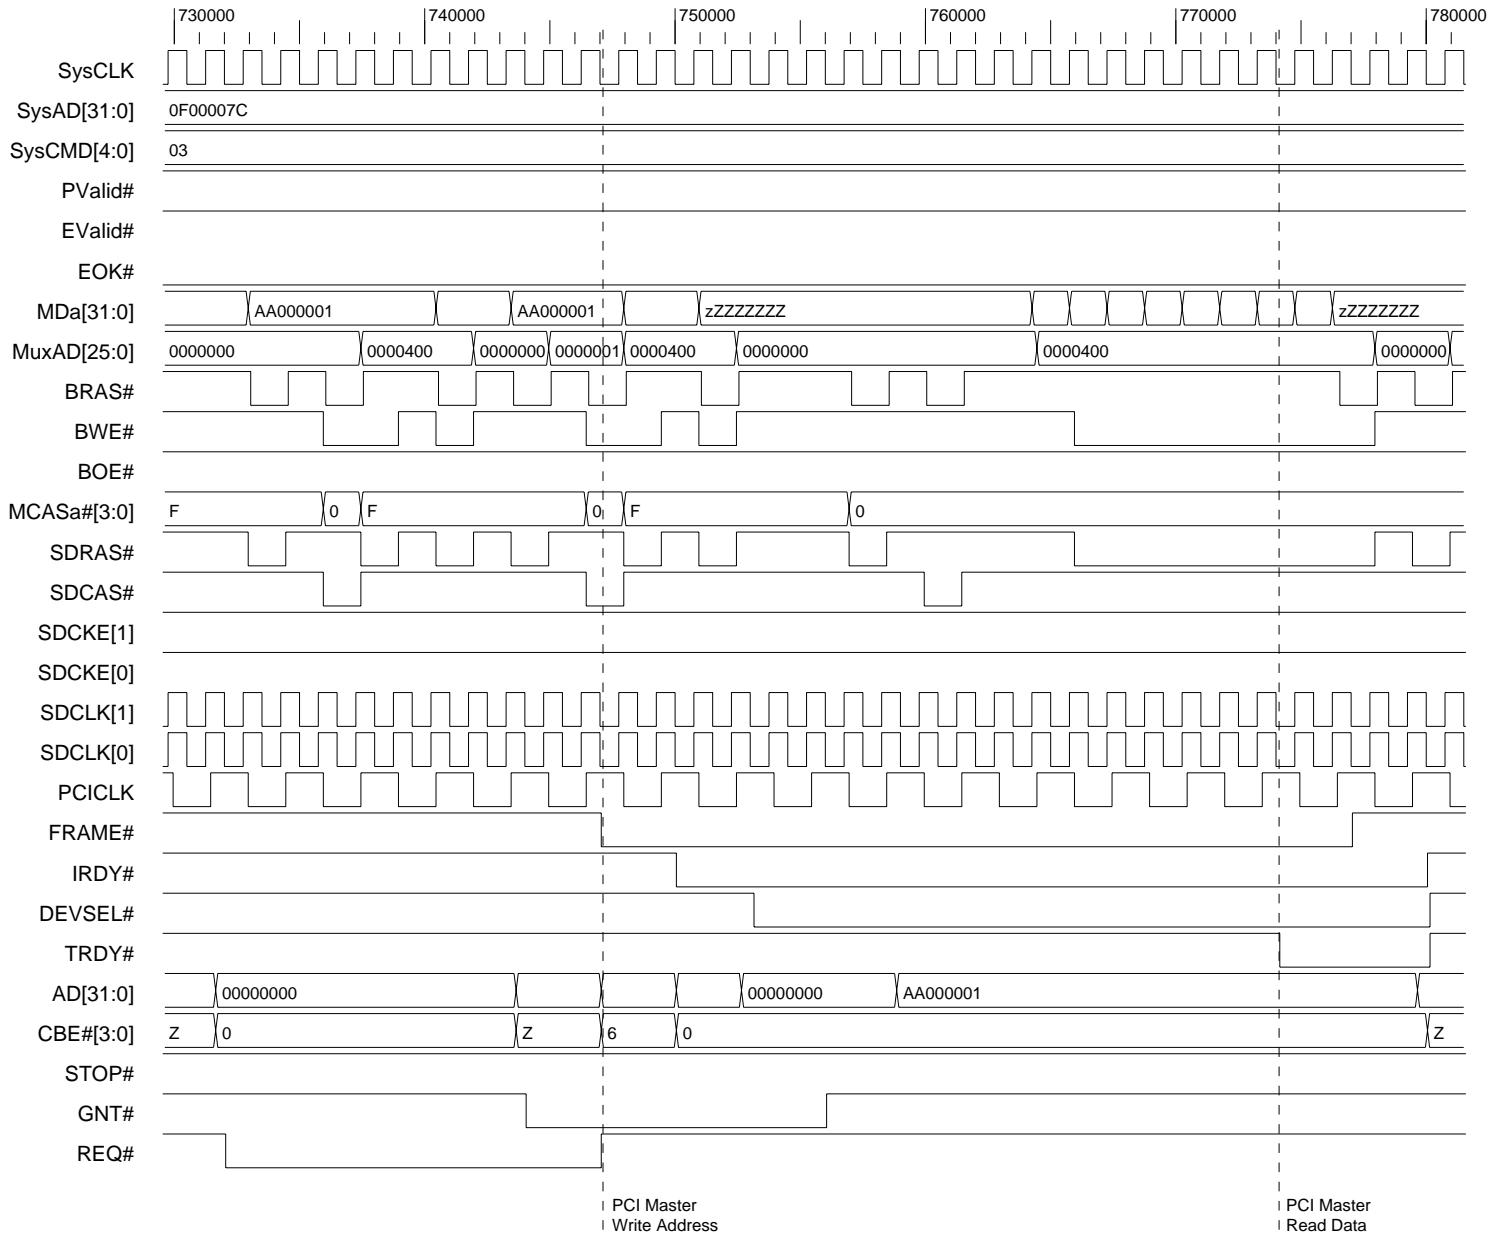 730000 740000 750000 760000 770000 780000
SysCLK
SysAD[31:0] 0F00007C
SysCMD[4:0] 03
PValid#
EValid#
EOK#
MDa[31:0] AA000001 AA000001 zZZZZZZZ zZZZZZZZ
MuxAD[25:0] 0000000 0000400 0000000 0000001 0000400 0000000 0000400 0000000
BRAS#
BWE#
BOE#
MCASa#[3:0] F 0 F 0 F 0
SDRAS#
SDCAS#
SDCKE[1]
SDCKE[0]
SDCLK[1]
SDCLK[0]
PCICLK
FRAME#
IRDY#
DEVSEL#
TRDY#
AD[31:0] 00000000 00000000 AA000001
CBE#[3:0] Z 0 Z 6 0 Z
STOP#
GNT#
REQ#
PCI Master PCI Master
Write Address Read Data